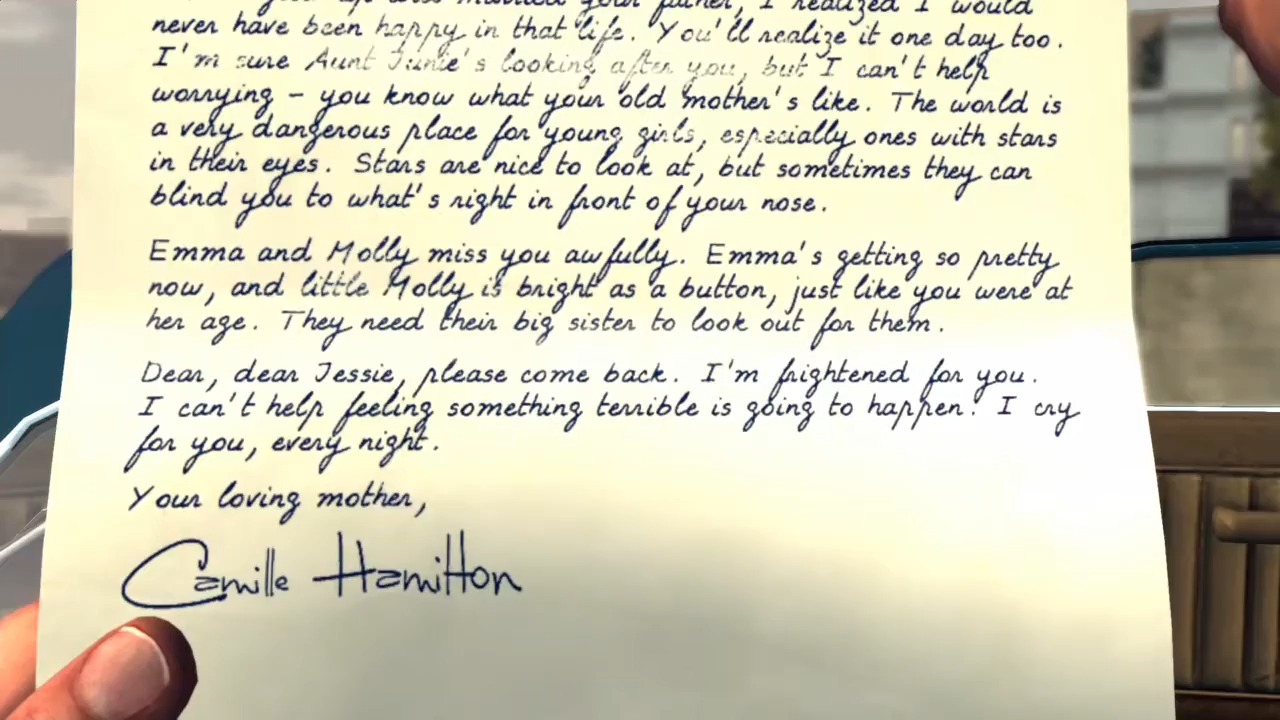 married your father, I realized I would
never have been happy in that life. You'll realize it one day too.
I'm sure Aunt Junie's looking after you, but I can't help
worrying – you know what your old mother's like. The world is
a very dangerous place for young girls, especially ones with stars
in their eyes. Stars are nice to look at, but sometimes they can
blind you to what's right in front of your nose.
Emma and Molly miss you awfully. Emma's getting so pretty
now, and little Molly is bright as a button, just like you were at
her age. They need their big sister to look out for them.
Dear, dear Jessie, please come back. I'm frightened for you.
I can't help feeling something terrible is going to happen. I cry
for you, every night.
Your loving mother,
Camille Hamilton